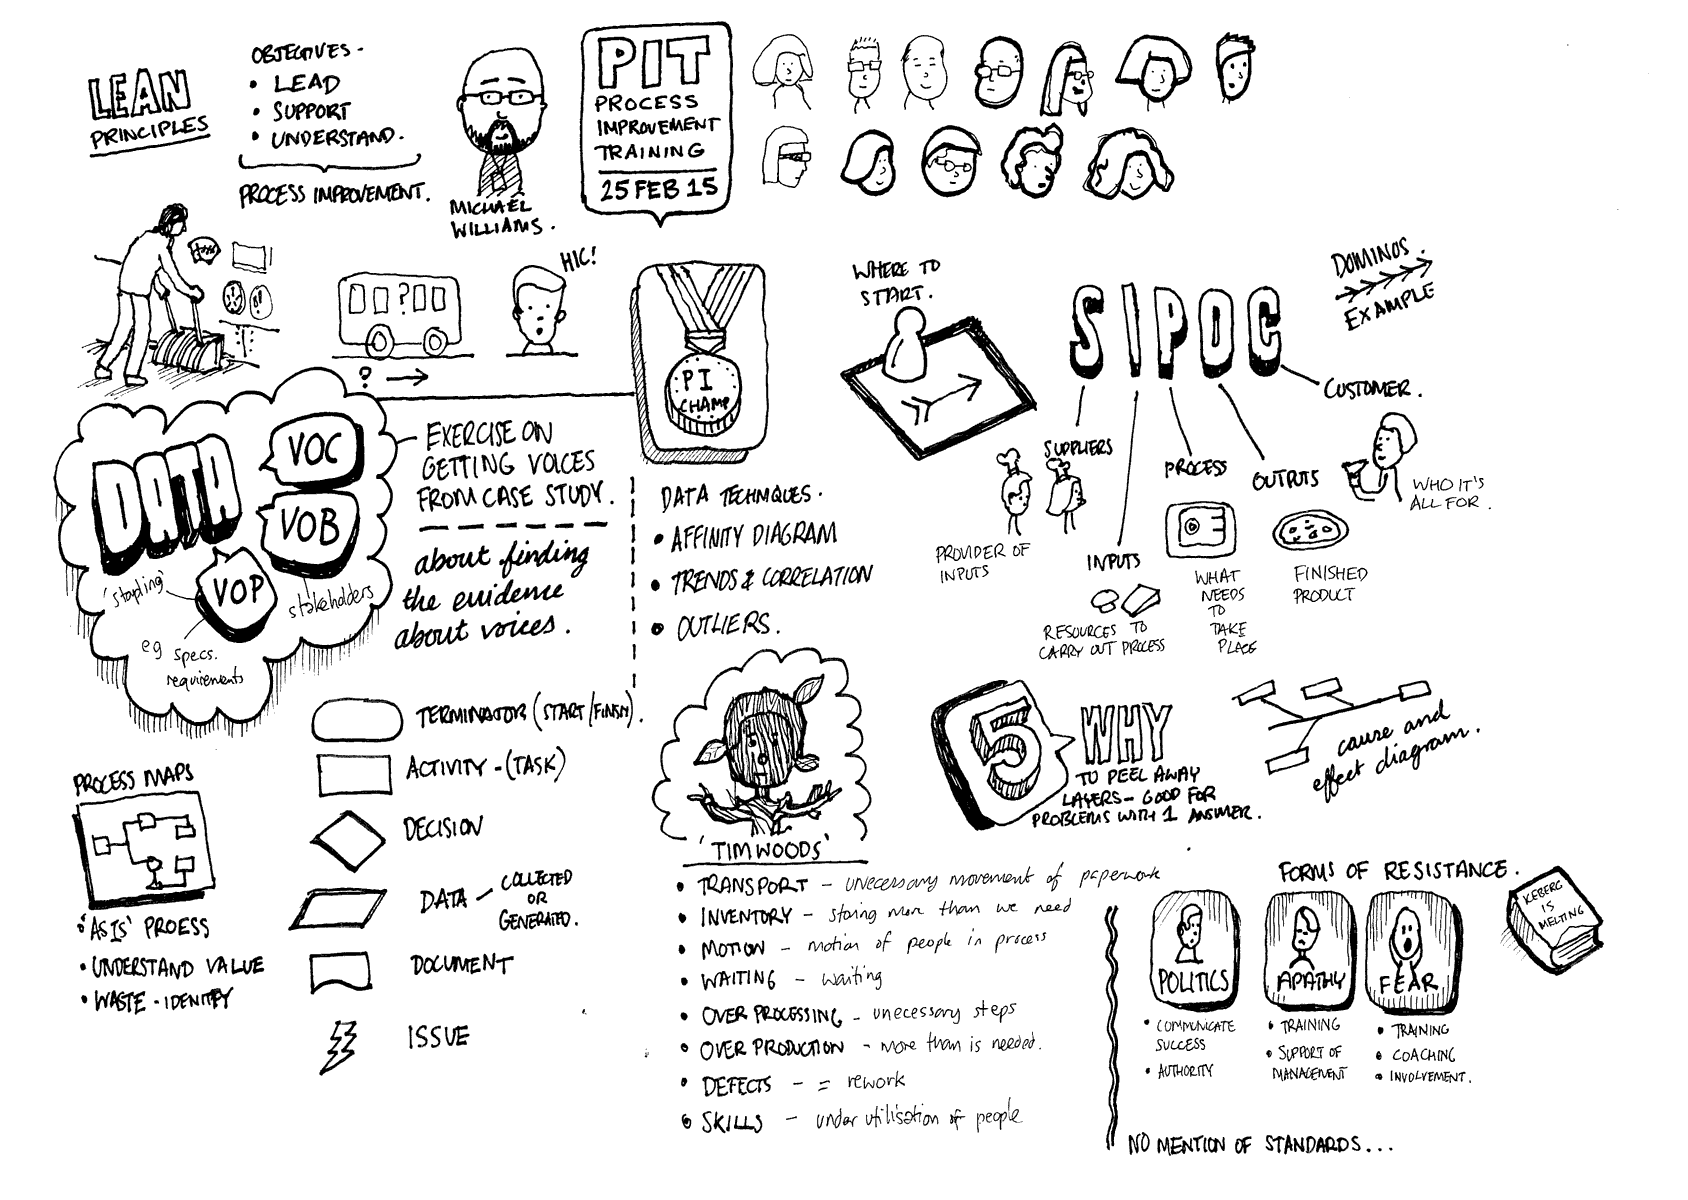 LEAN
PRINCIPLES
OBJECTIVES -
• LEAD
• SUPPORT
• UNDERSTAND.
PROCESS IMPROVEMENT.
MICHAEL
WILLIAMS.
PIT
PROCESS
IMPROVEMENT
TRAINING
25 FEB 15
?
HIC!
? →
PI
CHAMP
DATA
VOC
VOB
VOP
stakeholders
eg specs.
requirements
EXERCISE ON
GETTING VOICES
FROM CASE STUDY.
about finding
the evidence
about voices.
DATA TECHNIQUES.
• AFFINITY DIAGRAM
• TRENDS & CORRELATION
• OUTLIERS.
WHERE TO
START.
SIPOC
DOMINOS.
EXAMPLE
SUPPLIERS
PROVIDER OF
INPUTS
INPUTS
RESOURCES TO
CARRY OUT PROCESS
PROCESS
WHAT
NEEDS
TO
TAKE
PLACE
OUTPUTS
FINISHED
PRODUCT
CUSTOMER.
WHO IT'S
ALL FOR.
PROCESS MAPS
• 'AS IS' PROESS
• UNDERSTAND VALUE
• WASTE - IDENTIFY
TERMINATOR (START/FINISH).
ACTIVITY - (TASK)
DECISION
DATA - COLLECTED
OR
GENERATED.
DOCUMENT
ISSUE
'TIMWOODS'
• TRANSPORT - unecessary movement of paperwork
• INVENTORY - storing more than we need
• MOTION - motion of people in process
• WAITING - waiting
• OVER PROCESSING - unecessary steps
• OVER PRODUCTION - more than is needed.
• DEFECTS - = rework
• SKILLS - under utilisation of people
5 WHY
TO PEEL AWAY
LAYERS - GOOD FOR
PROBLEMS WITH 1 ANSWER.
cause and
effect diagram.
FORMS OF RESISTANCE.
POLITICS
• COMMUNICATE
SUCCESS
• AUTHORITY
APATHY
• TRAINING
• SUPPORT OF
MANAGEMENT
FEAR
• TRAINING
• COACHING
• INVOLVEMENT.
ICEBERG
IS
MELTING
NO MENTION OF STANDARDS...